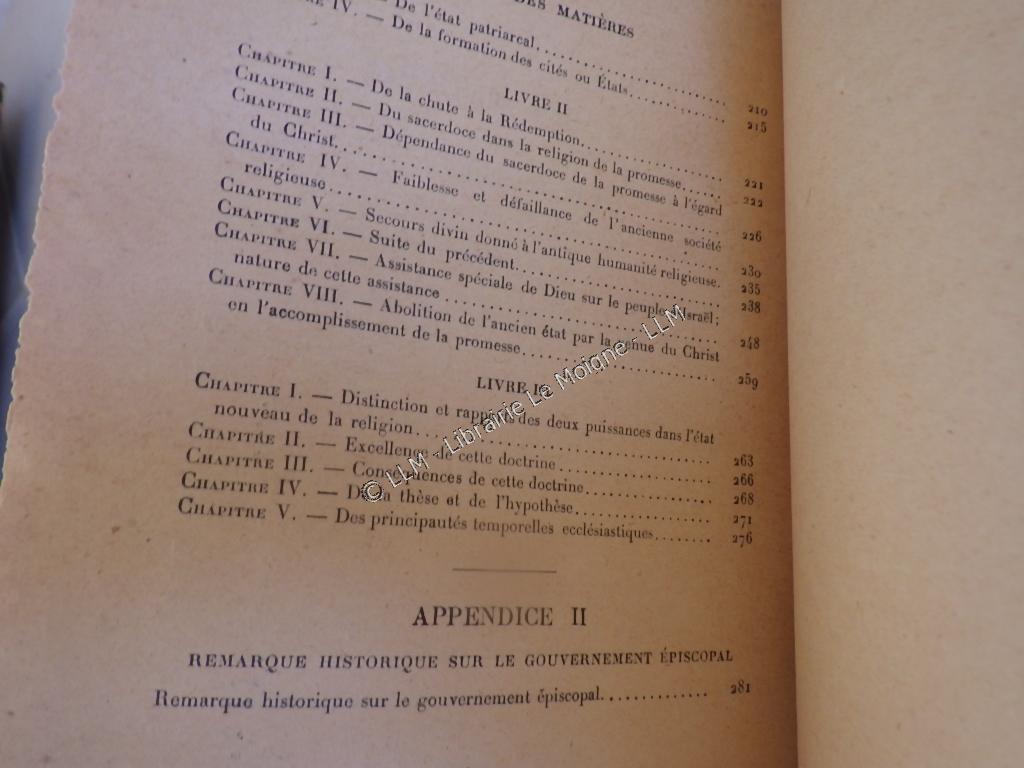 DES MATIÈRES
— De l'état patriarcal.................... 210
IV. — De la formation des cités ou États............ 215
LIVRE II
CHAPITRE I. — De la chute à la Rédemption............ 221
CHAPITRE II. — Du sacerdoce dans la religion de la promesse...... 222
CHAPITRE III. — Dépendance du sacerdoce de la promesse à l'égard
du Christ............................................ 226
CHAPITRE IV. — Faiblesse et défaillance de l'ancienne société
religieuse........................................... 230
CHAPITRE V. — Secours divin donné à l'antique humanité religieuse. 235
CHAPITRE VI. — Suite du précédent.................... 238
CHAPITRE VII. — Assistance spéciale de Dieu sur le peuple d'Israël;
nature de cette assistance........................... 248
CHAPITRE VIII. — Abolition de l'ancien état par la venue du Christ
en l'accomplissement de la promesse.................. 259
LIVRE
CHAPITRE I. — Distinction et rapports des deux puissances dans l'état
nouveau de la religion............................... 263
CHAPITRE II. — Excellence de cette doctrine.......... 266
CHAPITRE III. — Conséquences de cette doctrine....... 268
CHAPITRE IV. — De la thèse et de l'hypothèse......... 271
CHAPITRE V. — Des principautés temporelles ecclésiastiques........ 276
APPENDICE II
REMARQUE HISTORIQUE SUR LE GOUVERNEMENT ÉPISCOPAL
Remarque historique sur le gouvernement épiscopal............. 281
© LLM - Librairie Le Moigne - LLM